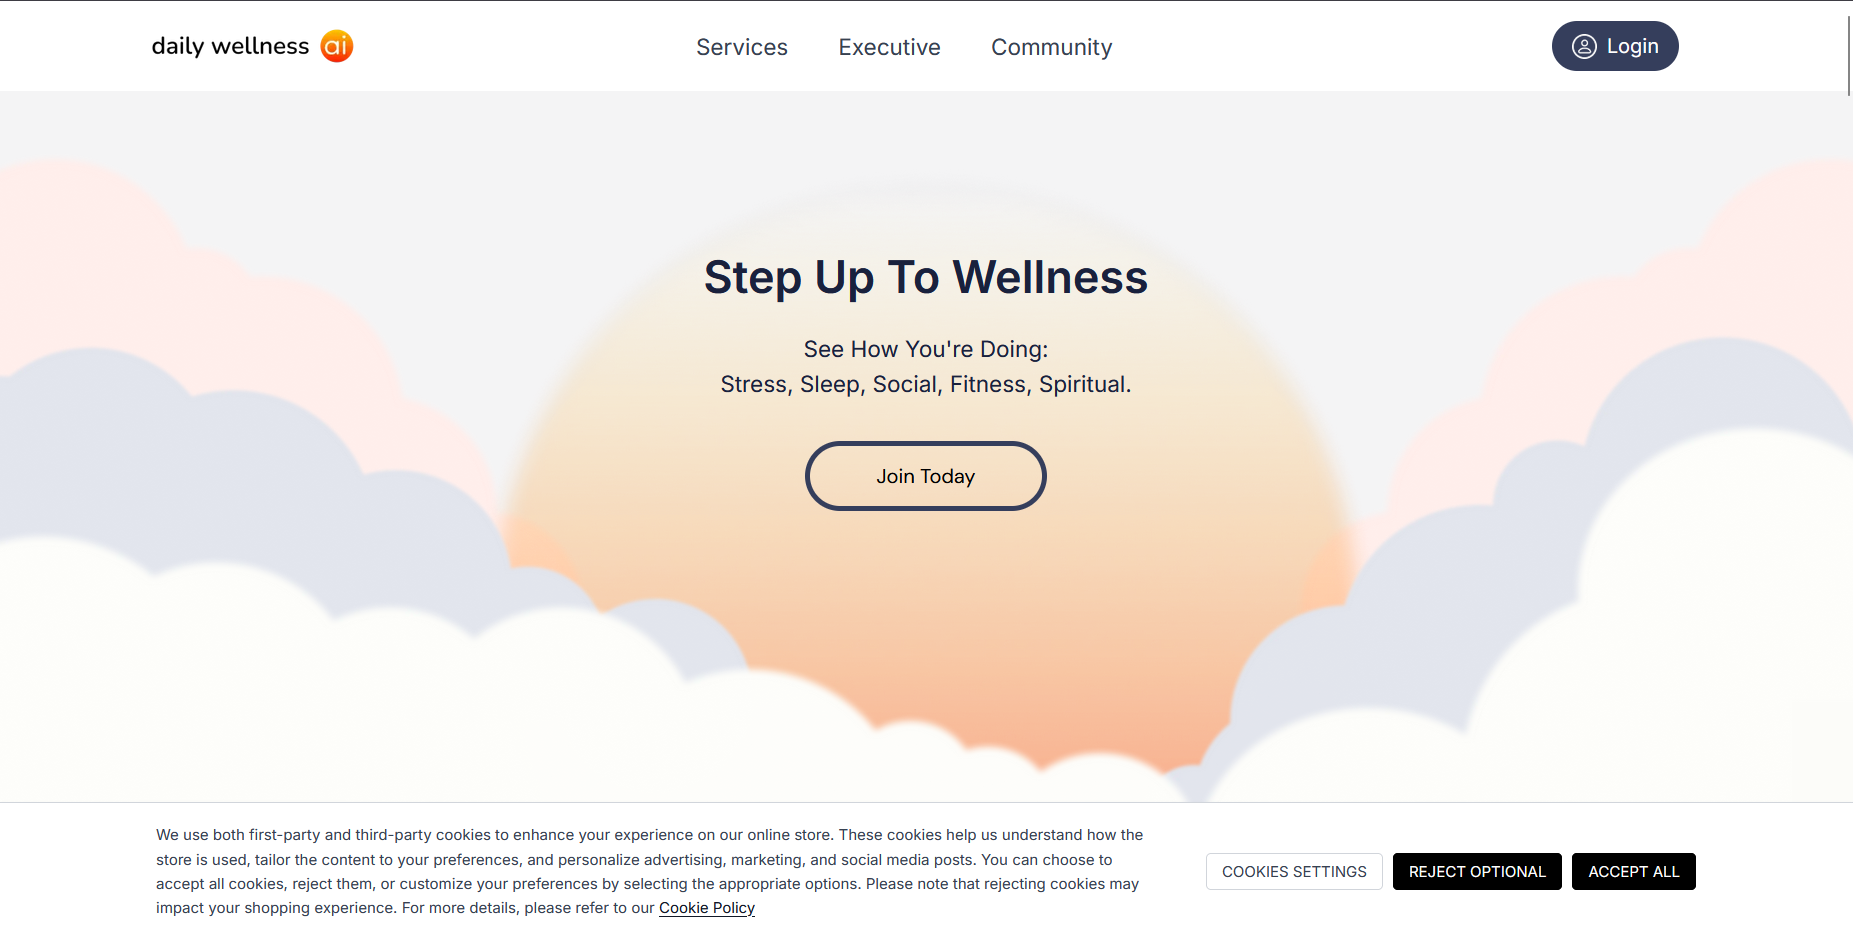 daily wellness ai
Services
Executive
Community
Login
Step Up To Wellness
See How You're Doing:
Stress, Sleep, Social, Fitness, Spiritual.
Join Today
We use both first-party and third-party cookies to enhance your experience on our online store. These cookies help us understand how the
store is used, tailor the content to your preferences, and personalize advertising, marketing, and social media posts. You can choose to
accept all cookies, reject them, or customize your preferences by selecting the appropriate options. Please note that rejecting cookies may
impact your shopping experience. For more details, please refer to our Cookie Policy
COOKIES SETTINGS
REJECT OPTIONAL
ACCEPT ALL